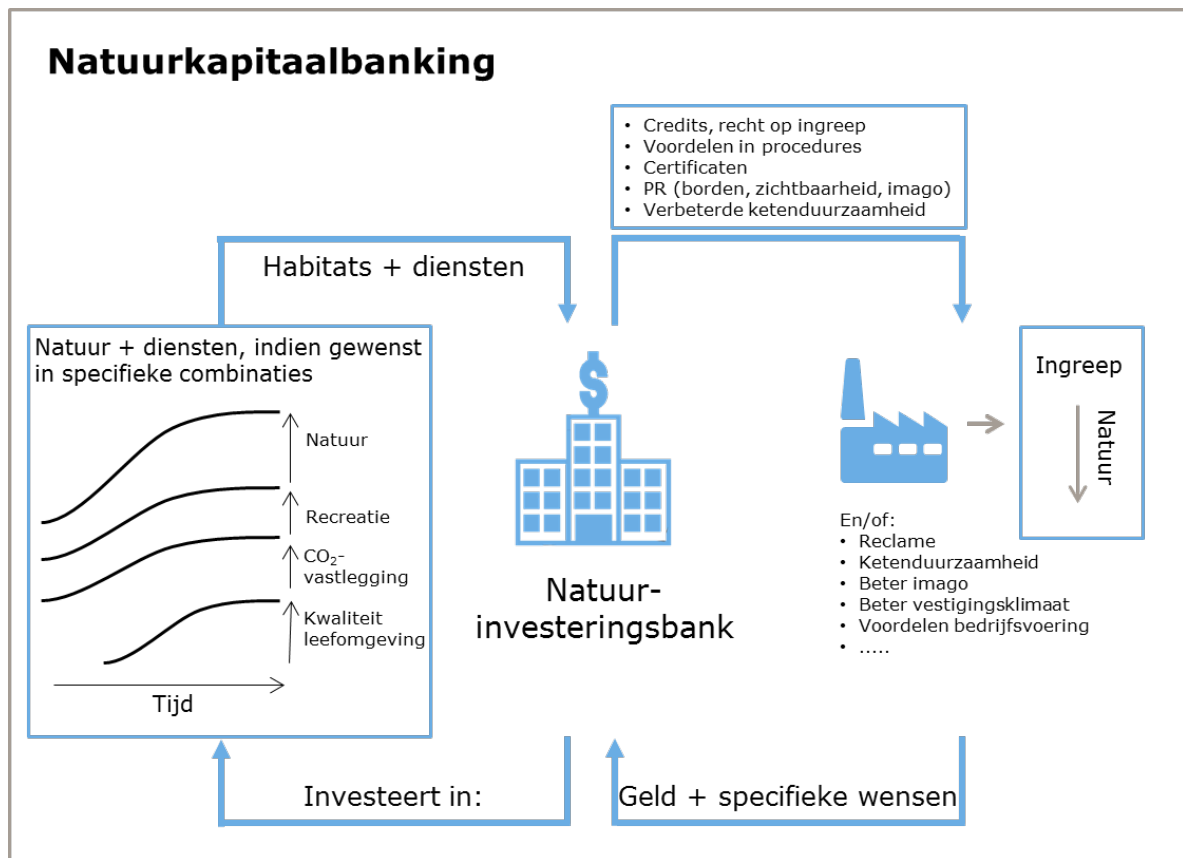 Natuurkapitaalbanking
• Credits, recht op ingreep
• Voordelen in procedures
• Certificaten
• PR (borden, zichtbaarheid, imago)
• Verbeterde ketenduurzaamheid
Habitats + diensten
Natuur + diensten, indien gewenst
in specifieke combinaties
Natuur
Recreatie
CO₂-
vastlegging
Kwaliteit
leefomgeving
Tijd
$
Natuur-
investeringsbank
Ingreep
Natuur
En/of:
• Reclame
• Ketenduurzaamheid
• Beter imago
• Beter vestigingsklimaat
• Voordelen bedrijfsvoering
• .....
Investeert in:
Geld + specifieke wensen